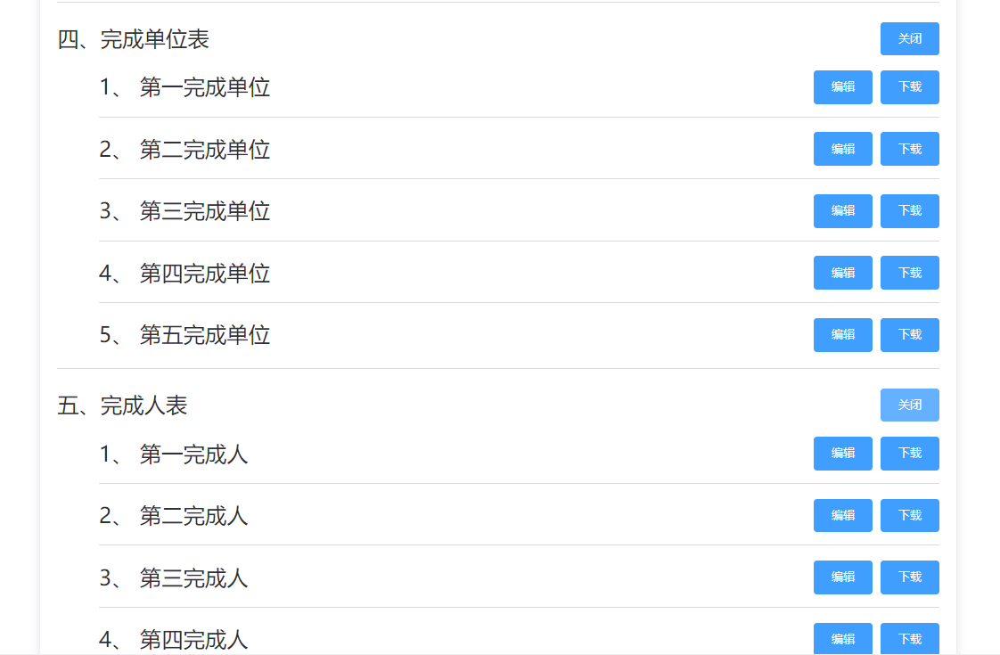 四、完成单位表 关闭
1、 第一完成单位 编辑 下载
2、 第二完成单位 编辑 下载
3、 第三完成单位 编辑 下载
4、 第四完成单位 编辑 下载
5、 第五完成单位 编辑 下载
五、完成人表 关闭
1、 第一完成人 编辑 下载
2、 第二完成人 编辑 下载
3、 第三完成人 编辑 下载
4、 第四完成人 编辑 下载